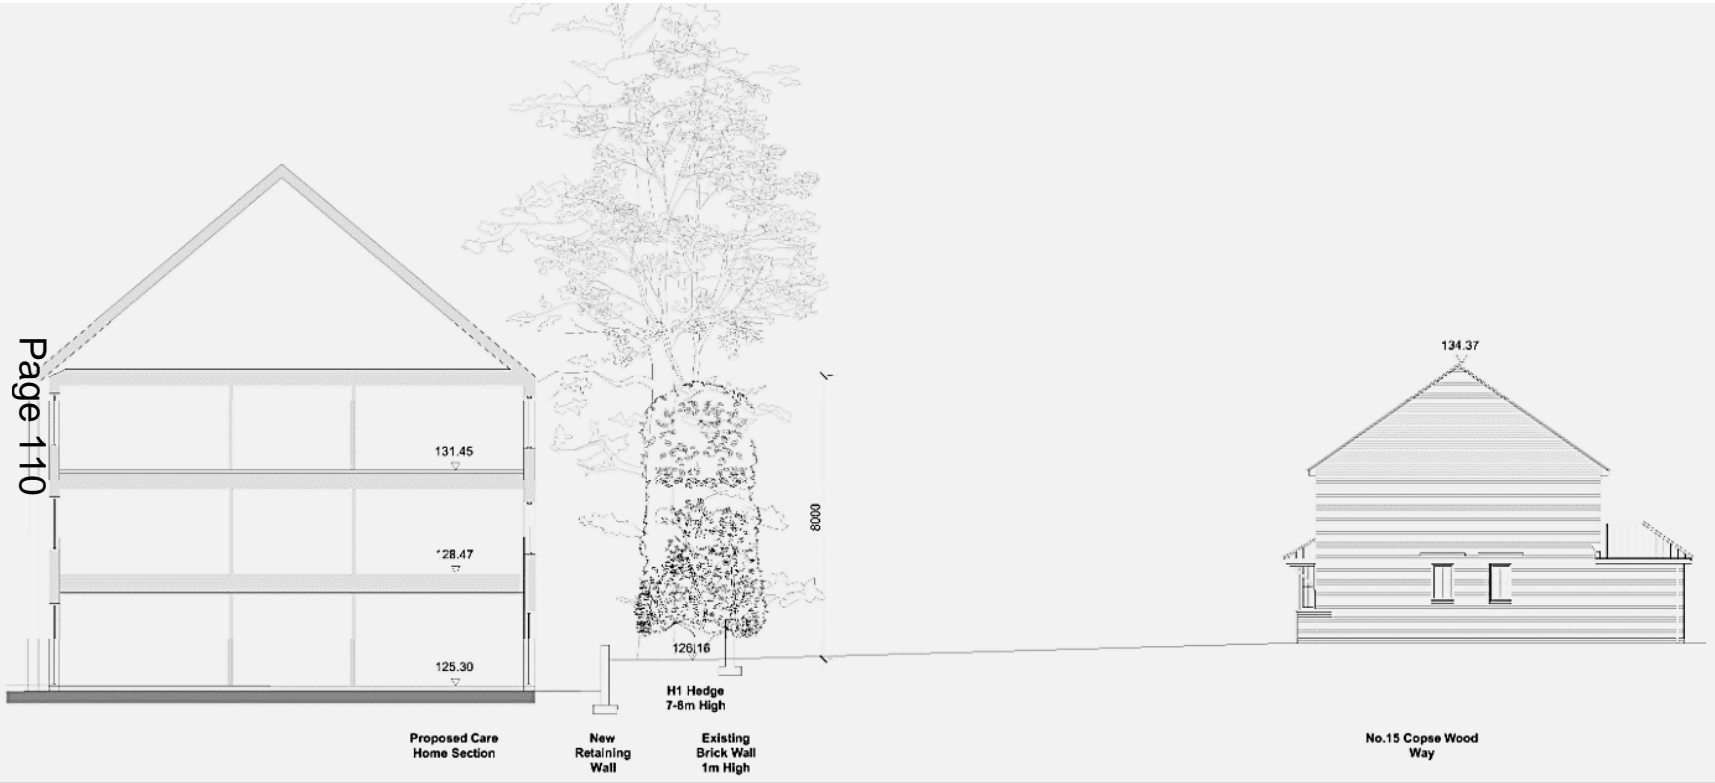 Page 110
134.37
131.45
128.47
125.30
8000
126.16
H1 Hedge
7-8m High
Proposed Care
Home Section
New
Retaining
Wall
Existing
Brick Wall
1m High
No.15 Copse Wood
Way